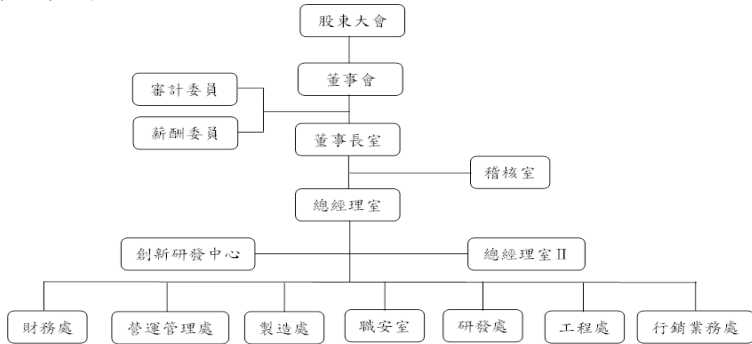 股東大會
董事會
審計委員
薪酬委員
董事長室
稽核室
總經理室
創新研發中心
總經理室Ⅱ
財務處
營運管理處
製造處
職安室
研發處
工程處
行銷業務處